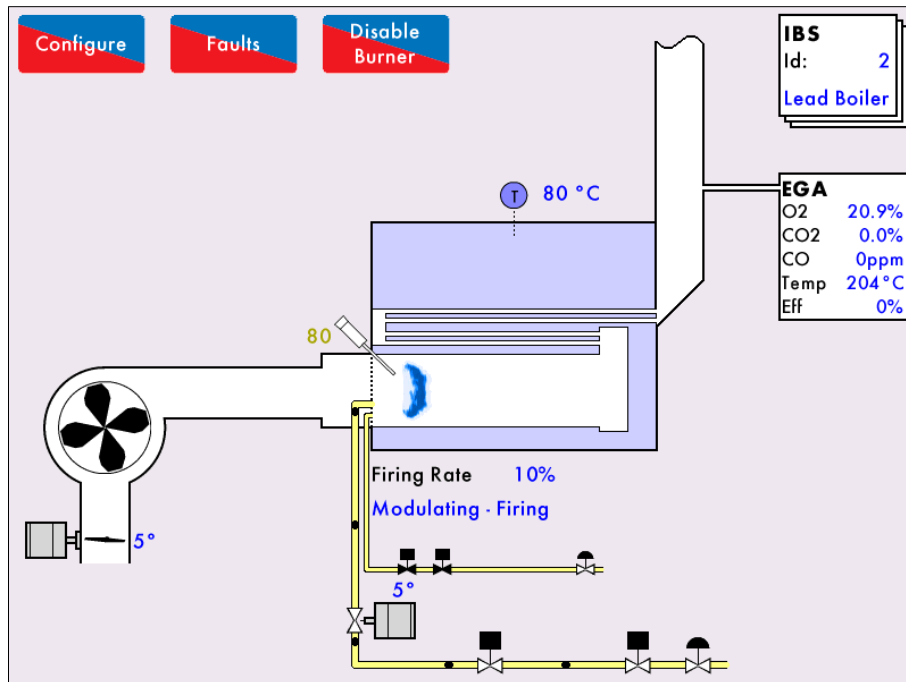 Configure
Faults
Disable
Burner
IBS
Id: 2
Lead Boiler
T 80 °C
EGA
O2 20.9%
CO2 0.0%
CO 0ppm
Temp 204°C
Eff 0%
80
Firing Rate 10%
Modulating - Firing
5°
5°